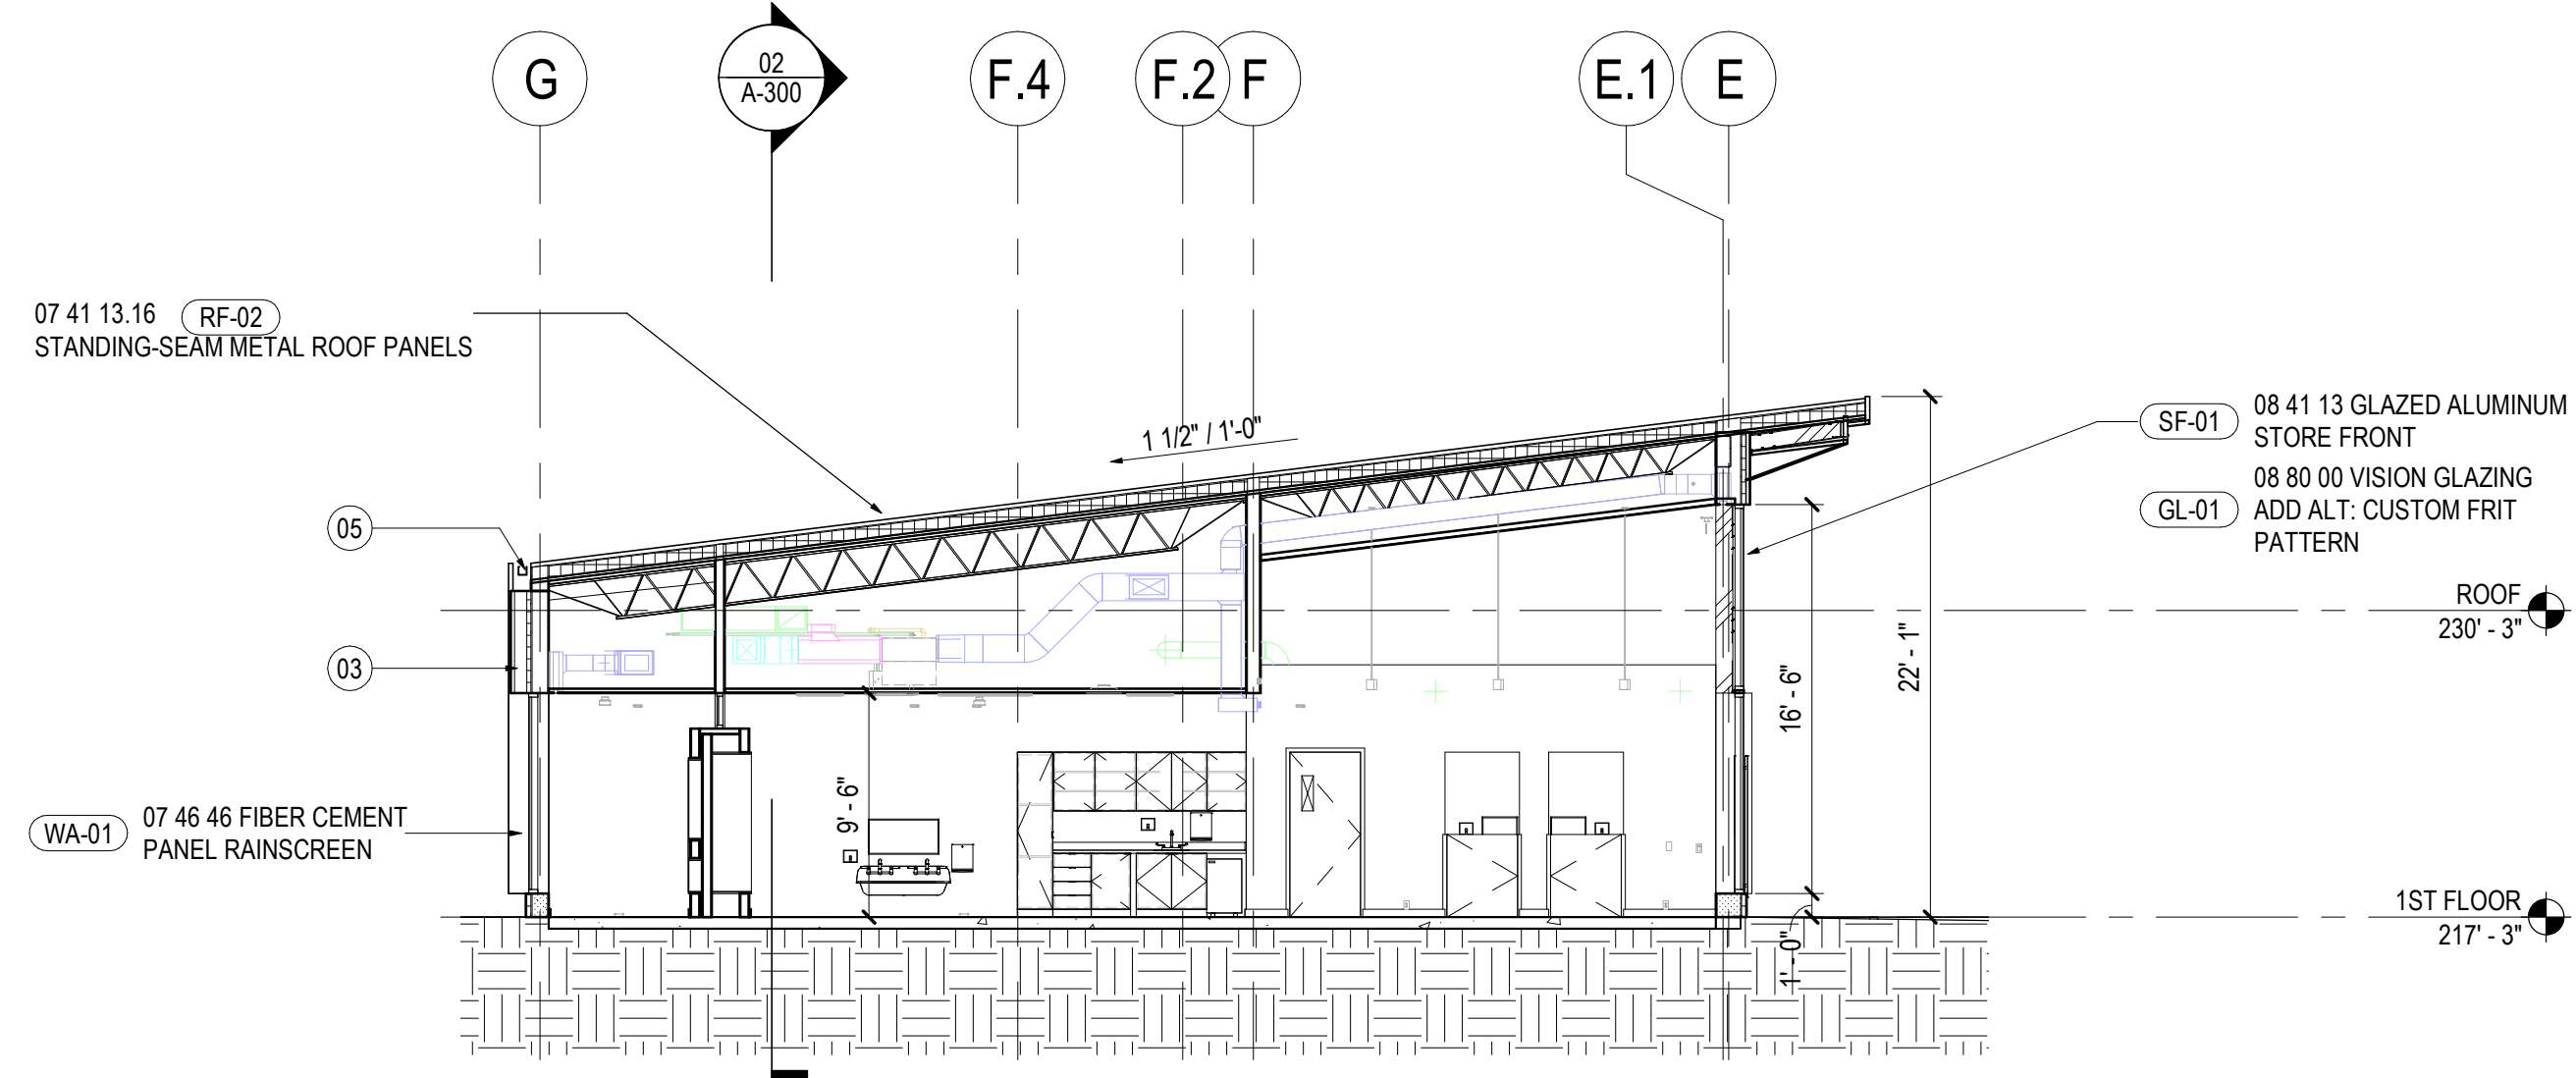 G
02
A-300
F.4
F.2
F
E.1
E
07 41 13.16 RF-02
STANDING-SEAM METAL ROOF PANELS
1 1/2" / 1'-0"
SF-01
08 41 13 GLAZED ALUMINUM
STORE FRONT
GL-01
08 80 00 VISION GLAZING
ADD ALT: CUSTOM FRIT
PATTERN
05
ROOF
230' - 3"
03
22' - 1"
16' - 6"
9' - 6"
WA-01
07 46 46 FIBER CEMENT
PANEL RAINSCREEN
1ST FLOOR
217' - 3"
1' - 0"